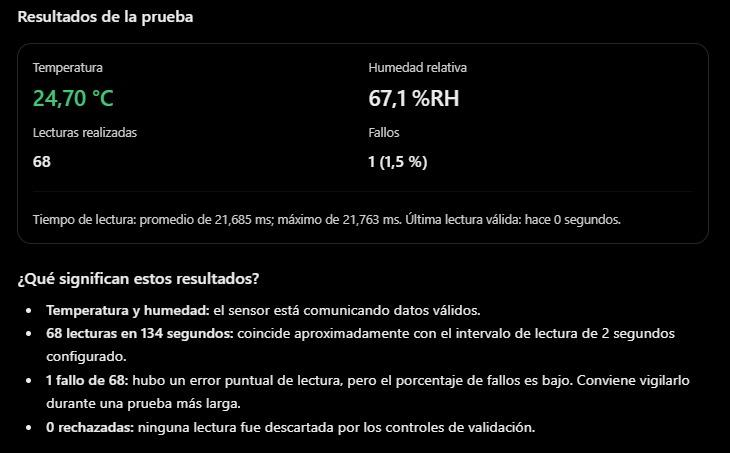 Resultados de la prueba
Temperatura
Humedad relativa
24,70 °C
67,1 %RH
Lecturas realizadas
Fallos
68
1 (1,5 %)
Tiempo de lectura: promedio de 21,685 ms; máximo de 21,763 ms. Última lectura válida: hace 0 segundos.
¿Qué significan estos resultados?
• Temperatura y humedad: el sensor está comunicando datos válidos.
• 68 lecturas en 134 segundos: coincide aproximadamente con el intervalo de lectura de 2 segundos
configurado.
• 1 fallo de 68: hubo un error puntual de lectura, pero el porcentaje de fallos es bajo. Conviene vigilarlo
durante una prueba más larga.
• 0 rechazadas: ninguna lectura fue descartada por los controles de validación.